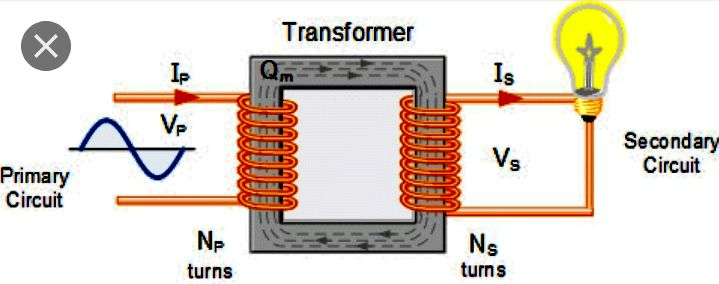 Transformer
IP
Qm
IS
VP
VS
Primary
Circuit
Secondary
Circuit
NP
turns
NS
turns